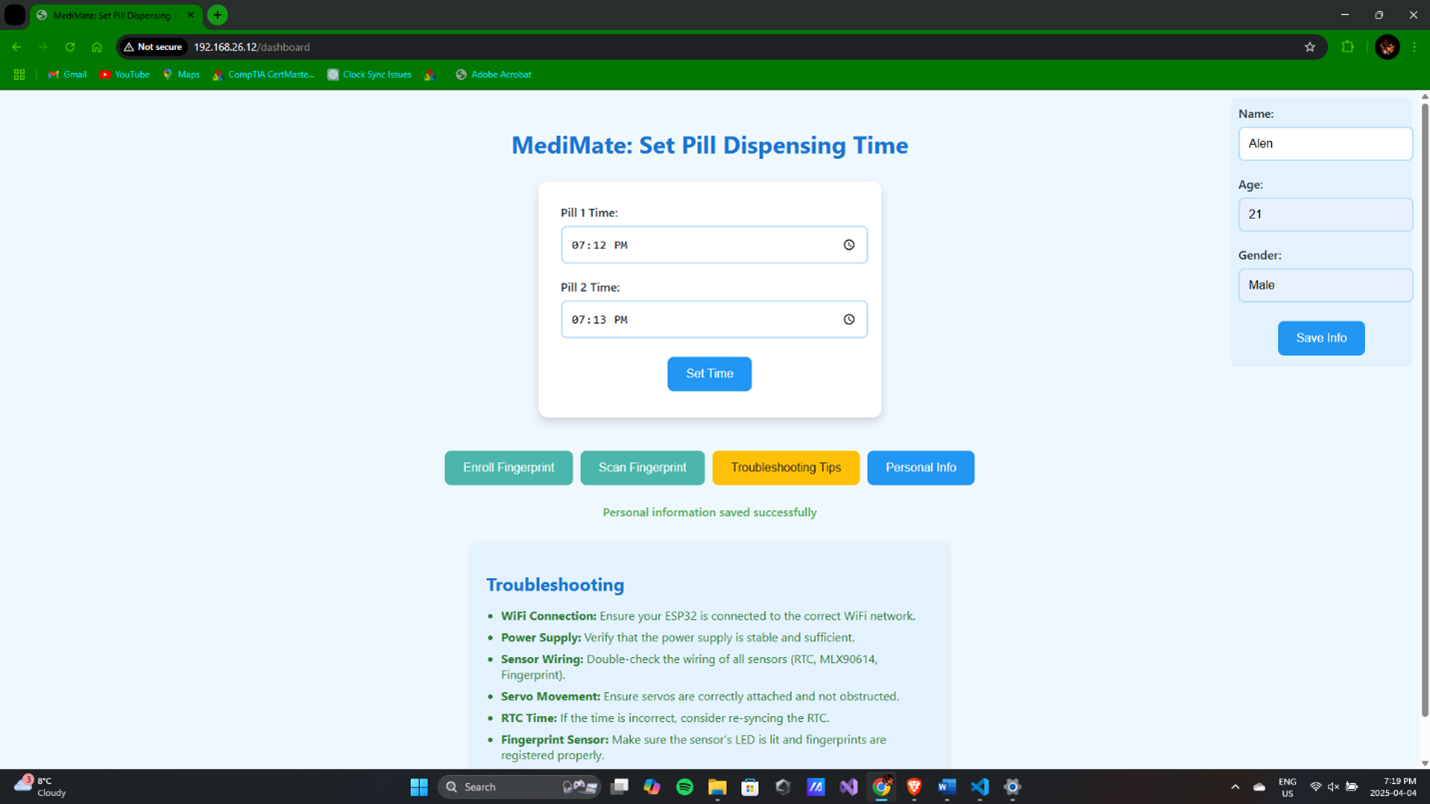 MediMate: Set Pill Dispensing
Not secure
192.168.26.12/dashboard
Gmail
YouTube
Maps
CompTIA CertMaste...
Clock Sync Issues
Adobe Acrobat
MediMate: Set Pill Dispensing Time
Pill 1 Time:
07:12 PM
Pill 2 Time:
07:13 PM
Set Time
Name:
Alen
Age:
21
Gender:
Male
Save Info
Enroll Fingerprint
Scan Fingerprint
Troubleshooting Tips
Personal Info
Personal information saved successfully
Troubleshooting
• WiFi Connection: Ensure your ESP32 is connected to the correct WiFi network.
• Power Supply: Verify that the power supply is stable and sufficient.
• Sensor Wiring: Double-check the wiring of all sensors (RTC, MLX90614,
Fingerprint).
• Servo Movement: Ensure servos are correctly attached and not obstructed.
• RTC Time: If the time is incorrect, consider re-syncing the RTC.
• Fingerprint Sensor: Make sure the sensor's LED is lit and fingerprints are
registered properly.
3
8°C
Cloudy
Search
ENG
US
7:19 PM
2025-04-04